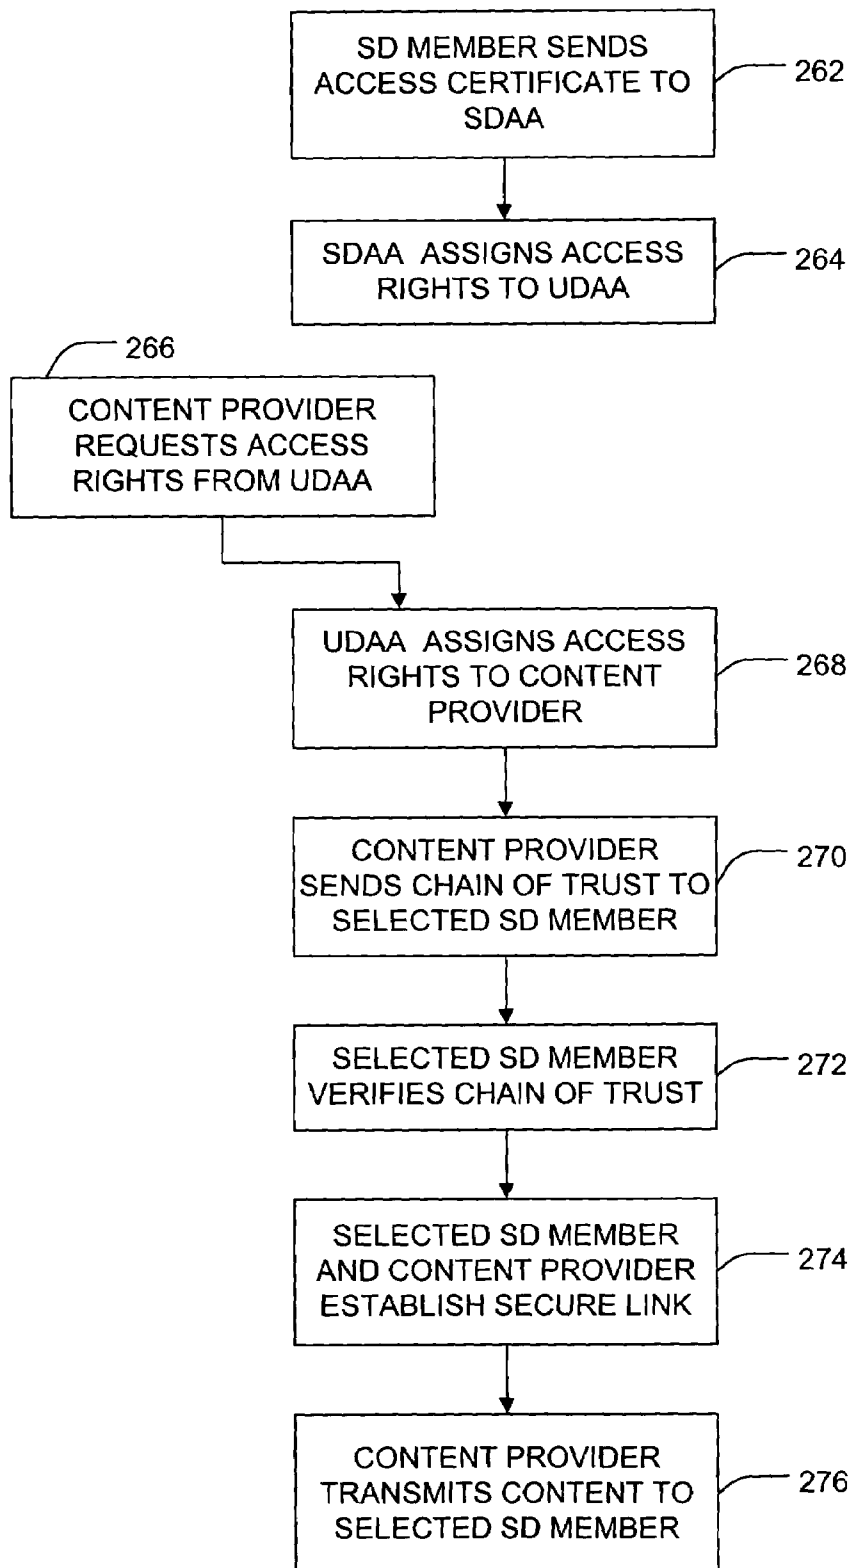 SD MEMBER SENDS
ACCESS CERTIFICATE TO
SDAA
262
SDAA ASSIGNS ACCESS
RIGHTS TO UDAA
264
266
CONTENT PROVIDER
REQUESTS ACCESS
RIGHTS FROM UDAA
UDAA ASSIGNS ACCESS
RIGHTS TO CONTENT
PROVIDER
268
CONTENT PROVIDER
SENDS CHAIN OF TRUST TO
SELECTED SD MEMBER
270
SELECTED SD MEMBER
VERIFIES CHAIN OF TRUST
272
SELECTED SD MEMBER
AND CONTENT PROVIDER
ESTABLISH SECURE LINK
274
CONTENT PROVIDER
TRANSMITS CONTENT TO
SELECTED SD MEMBER
276